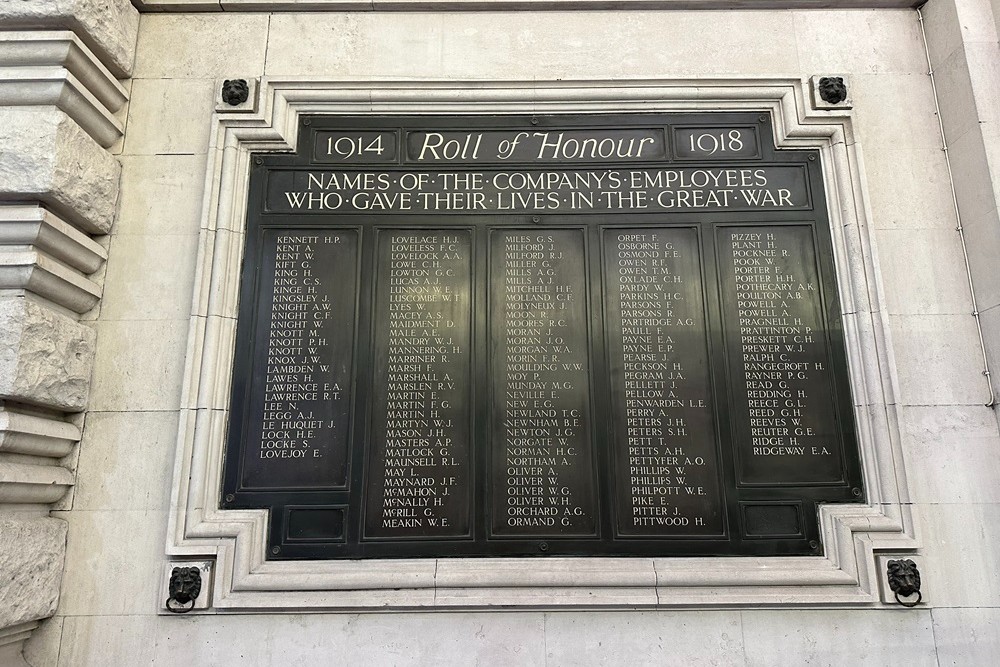 1914 Roll of Honour 1918
NAMES·OF·THE·COMPANY'S·EMPLOYEES
WHO·GAVE·THEIR·LIVES·IN·THE·GREAT·WAR
KENNETT H.P.
KENT A.
KENT W.
KIFT G.
KING H.
KING C.S.
KINGE H.
KINGSLEY J.
KNIGHT A.W.
KNIGHT C.F.
KNIGHT W.
KNOTT M.
KNOTT P.H.
KNOTT W.
KNOX J.W.
LAMBDEN W.
LAWES H.
LAWRENCE E.A.
LAWRENCE R.T.
LEE N.
LEGG A.J.
LE HUQUET J.
LOCK H.E.
LOCKE S.
LOVEJOY E.
LOVELACE H.J.
LOVELESS F.C.
LOVELOCK A.A.
LOWE C.H.
LOWTON G.C.
LUCAS A.J.
LUNNON W.E.
LUSCOMBE W.T.
LYES W.
MACEY A.S.
MAIDMENT D.
MALE A.E.
MANDRY W.J.
MANNERING. H.
MARRINER R.
MARSH F.
MARSHALL A.
MARSLEN R.V.
MARTIN E.
MARTIN F.G.
MARTIN H.
MARTYN W.J.
MASON J.H.
MASTERS A.P.
MATLOCK G.
MAUNSELL R.L.
MAY L.
MAYNARD J.F.
McMAHON J.
McNALLY H.
McRILL G.
MEAKIN W.E.
MILES G.S.
MILFORD J.
MILFORD R.J.
MILLER G.
MILLS A.G.
MILLS A.J.
MITCHELL H.F.
MOLLAND C.F.
MOLYNEUX J.
MOON R.
MOORES R.C.
MORAN J.
MORAN J.O.
MORGAN W.A.
MORIN F.R.
MOULDING W.W.
MOY P.
MUNDAY M.G.
NEVILLE E.
NEW E.G.
NEWLAND T.C.
NEWNHAM B.E.
NEWTON J.G.
NORGATE W.
NORMAN H.C.
NORTHAM A.
OLIVER A.
OLIVER W.
OLIVER W.G.
OLIVER W.H.
ORCHARD A.G.
ORMAND G.
ORPET F.
OSBORNE G.
OSMOND F.E.
OWEN R.F.
OWEN T.M.
OXLADE C.H.
PARDY W.
PARKINS H.C.
PARSONS F.
PARSONS R.
PARTRIDGE A.G.
PAULL F.
PAYNE E.A.
PAYNE E.P.
PEARSE J.
PECKSON H.
PEGRAM J.A.
PELLETT J.
PELLOW A.
PENWARDEN L.E.
PERRY A.
PETERS J.H.
PETERS S.H.
PETT T.
PETTS A.H.
PETTYFER A.O.
PHILLIPS W.
PHILLIPS W.
PHILPOTT W.E.
PIKE E.
PITTER J.
PITTWOOD H.
PIZZEY H.
PLANT H.
POCKNEE R.
POOK W.
PORTER F.
PORTER H.H.
POTHECARY A.K.
POULTON A.B.
POWELL A.
POWELL A.
PRAGNELL H.
PRATTINTON P.
PRESKETT C.H.
PREWER W.J.
RALPH C.
RANGECROFT H.
RAYNER P.G.
READ G.
REDDING H.
REECE G.L.
REED G.H.
REEVES W.
REUTER G.E.
RIDGE H.
RIDGEWAY E.A.